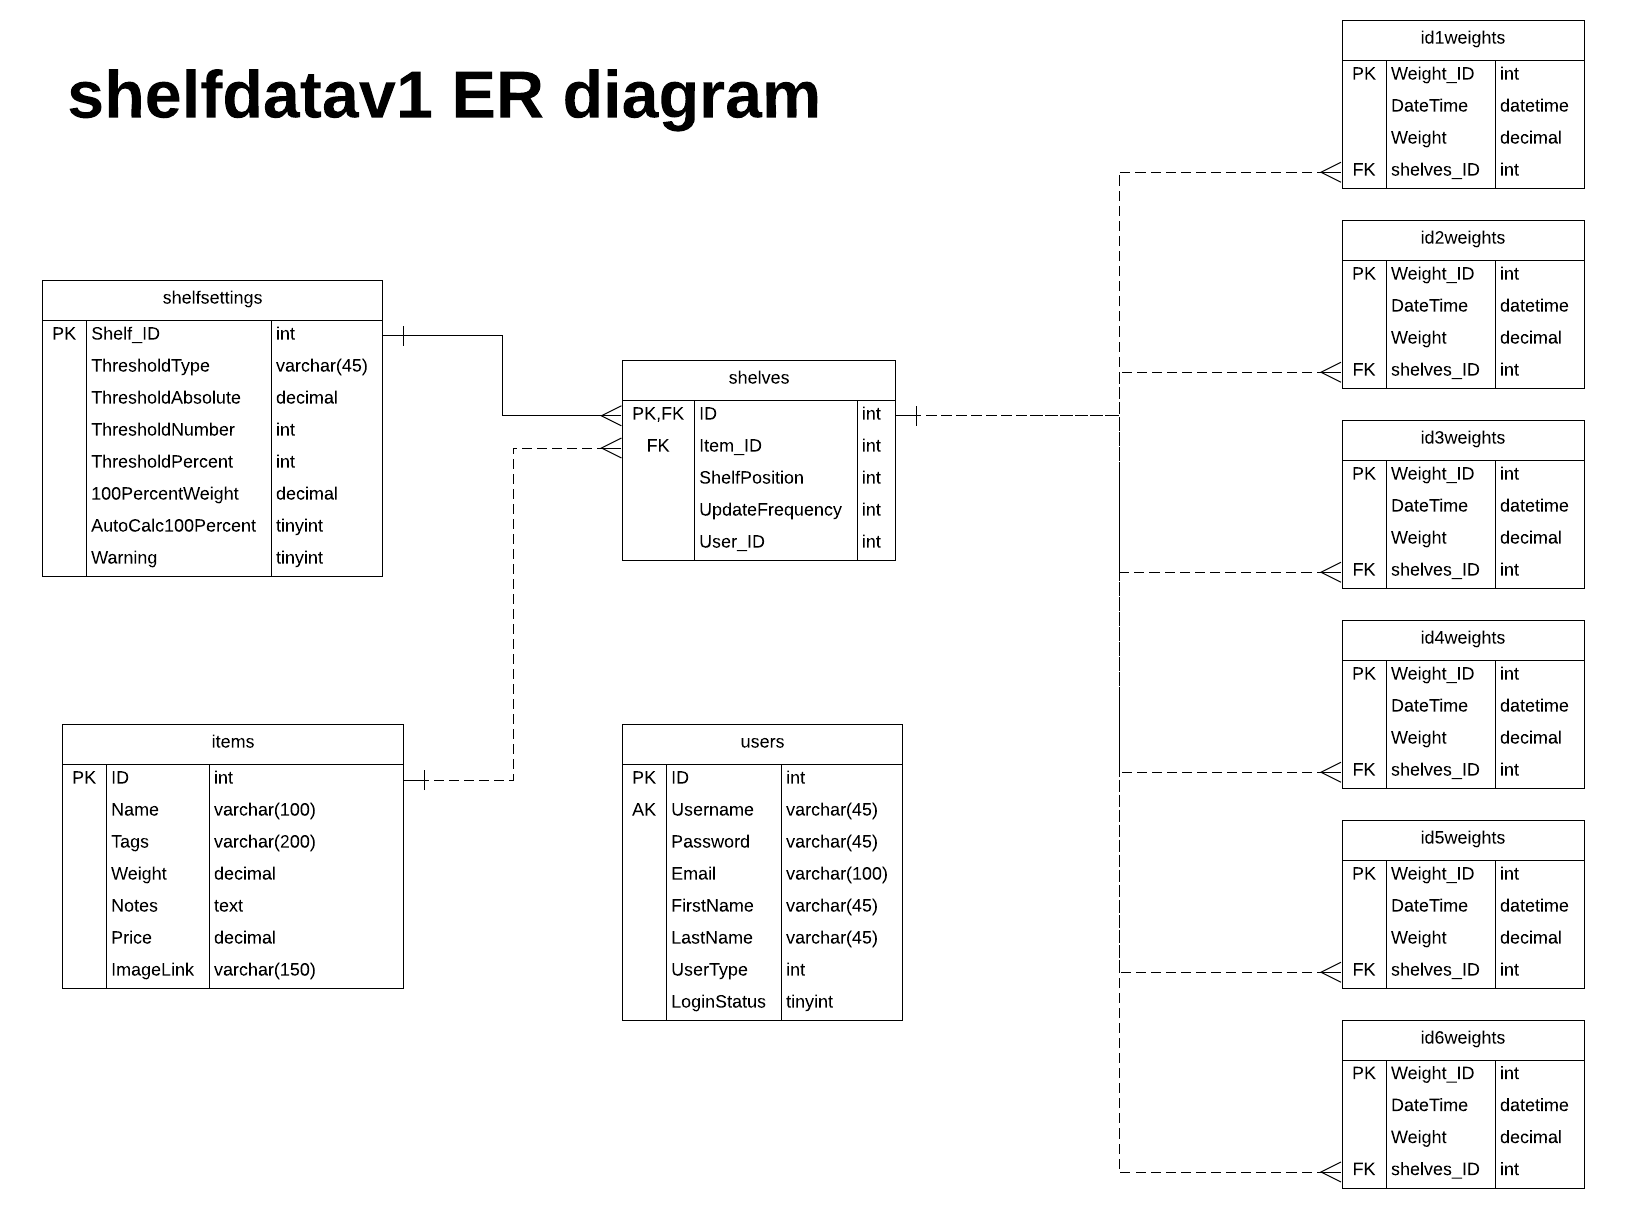 shelfdatav1 ER diagram
shelfsettings
PK Shelf_ID int
ThresholdType varchar(45)
ThresholdAbsolute decimal
ThresholdNumber int
ThresholdPercent int
100PercentWeight decimal
AutoCalc100Percent tinyint
Warning tinyint
items
PK ID int
Name varchar(100)
Tags varchar(200)
Weight decimal
Notes text
Price decimal
ImageLink varchar(150)
shelves
PK,FK ID int
FK Item_ID int
ShelfPosition int
UpdateFrequency int
User_ID int
users
PK ID int
AK Username varchar(45)
Password varchar(45)
Email varchar(100)
FirstName varchar(45)
LastName varchar(45)
UserType int
LoginStatus tinyint
id1weights
PK Weight_ID int
DateTime datetime
Weight decimal
FK shelves_ID int
id2weights
PK Weight_ID int
DateTime datetime
Weight decimal
FK shelves_ID int
id3weights
PK Weight_ID int
DateTime datetime
Weight decimal
FK shelves_ID int
id4weights
PK Weight_ID int
DateTime datetime
Weight decimal
FK shelves_ID int
id5weights
PK Weight_ID int
DateTime datetime
Weight decimal
FK shelves_ID int
id6weights
PK Weight_ID int
DateTime datetime
Weight decimal
FK shelves_ID int